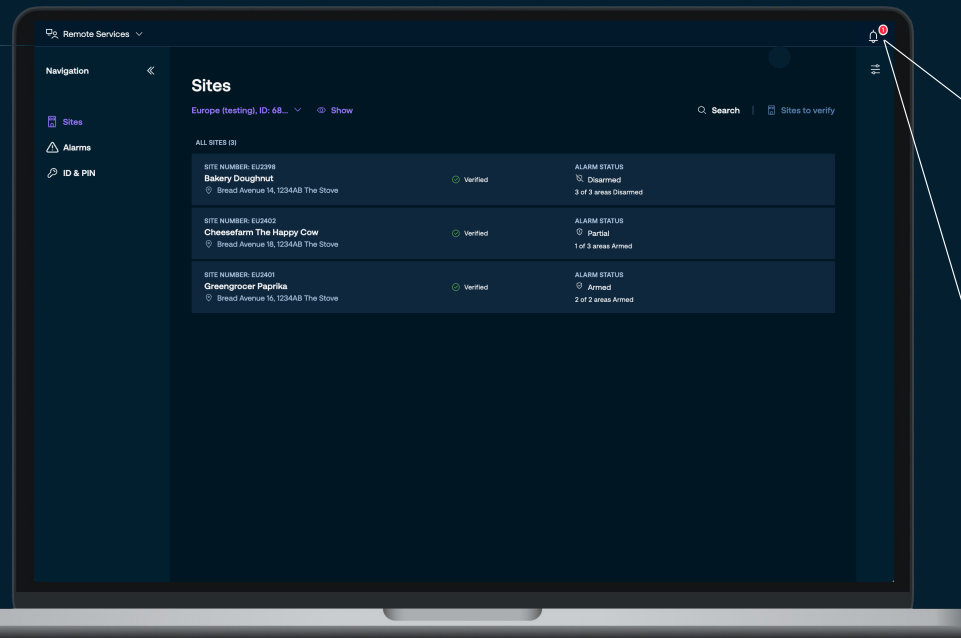 Remote Services
1
Navigation
Sites
Alarms
ID & PIN
Sites
Europe (testing), ID: 68...
Show
Search
Sites to verify
ALL SITES (3)
SITE NUMBER: EU2398
Bakery Doughnut
Bread Avenue 14, 1234AB The Stove
Verified
ALARM STATUS
Disarmed
3 of 3 areas Disarmed
SITE NUMBER: EU2402
Cheesefarm The Happy Cow
Bread Avenue 18, 1234AB The Stove
Verified
ALARM STATUS
Partial
1 of 3 areas Armed
SITE NUMBER: EU2401
Greengrocer Paprika
Bread Avenue 16, 1234AB The Stove
Verified
ALARM STATUS
Armed
2 of 2 areas Armed